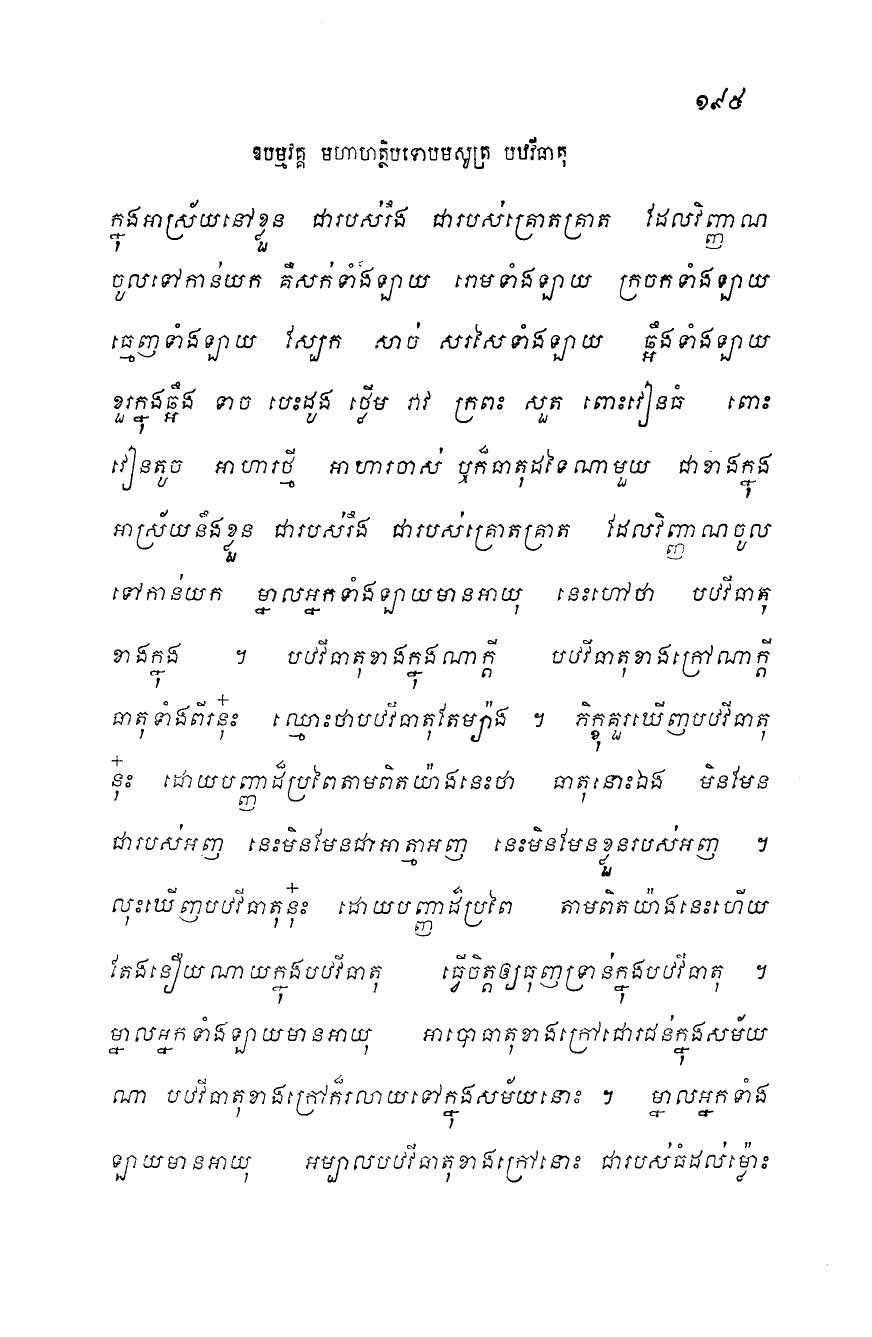 ១៩៥
ឱបម្មវគ្គ មហាហត្ថិបទោបមសូត្រ បឋវីធាតុ
ក្នុងអាស្រ័យនៅខ្លួន ជារបស់រឹង ជារបស់គ្រោតគ្រាត ដែលវិញ្ញាណ
ចូលទៅកាន់យក គឺសក់ទាំងឡាយ រោមទាំងឡាយ ក្រចកទាំងឡាយ
ធ្មេញទាំងឡាយ ស្បែក សាច់ សរសៃទាំងឡាយ ឆ្អឹងទាំងឡាយ
ខួរក្នុងឆ្អឹង ទាច បេះដូង ថ្លើម វាវ ក្រពះ សួត ពោះវៀនធំ ពោះ
វៀនតូច អាហារថ្មី អាហារចាស់ ឬក៏ធាតុដទៃណាមួយ ជាខាងក្នុង
អាស្រ័យនឹងខ្លួន ជារបស់រឹង ជារបស់គ្រោតគ្រាត ដែលវិញ្ញាណចូល
ទៅកាន់យក ម្នាលអ្នកទាំងឡាយមានអាយុ នេះហៅថា បឋវីធាតុ
ខាងក្នុង ។ បឋវីធាតុខាងក្នុងណាក្តី បឋវីធាតុខាងក្រៅណាក្តី
ធាតុទាំងពីរនុ៎ះ ឈ្មោះថាបឋវីធាតុតែម្យ៉ាង ។ ភិក្ខុគួរឃើញបឋវីធាតុ
នុ៎ះ ដោយបញ្ញាដ៏ប្រពៃតាមពិតយ៉ាងនេះថា ធាតុនោះឯង មិនមែន
ជារបស់អញ នេះមិនមែនជាអាត្មាអញ នេះមិនមែនខ្លួនរបស់អញ ។
លុះឃើញបឋវីធាតុនុ៎ះ ដោយបញ្ញាដ៏ប្រពៃ តាមពិតយ៉ាងនេះហើយ
តែងនឿយណាយក្នុងបឋវីធាតុ ធ្វើចិត្តឲ្យធុញទ្រាន់ក្នុងបឋវីធាតុ ។
ម្នាលអ្នកទាំងឡាយមានអាយុ អាបោធាតុខាងក្រៅជោរជន់ក្នុងសម័យ
ណា បឋវីធាតុខាងក្រៅក៏រលាយទៅក្នុងសម័យនោះ ។ ម្នាលអ្នកទាំង
ឡាយមានអាយុ អម្បាលបឋវីធាតុខាងក្រៅនោះ ជារបស់ធំដល់ម្ល៉ោះ